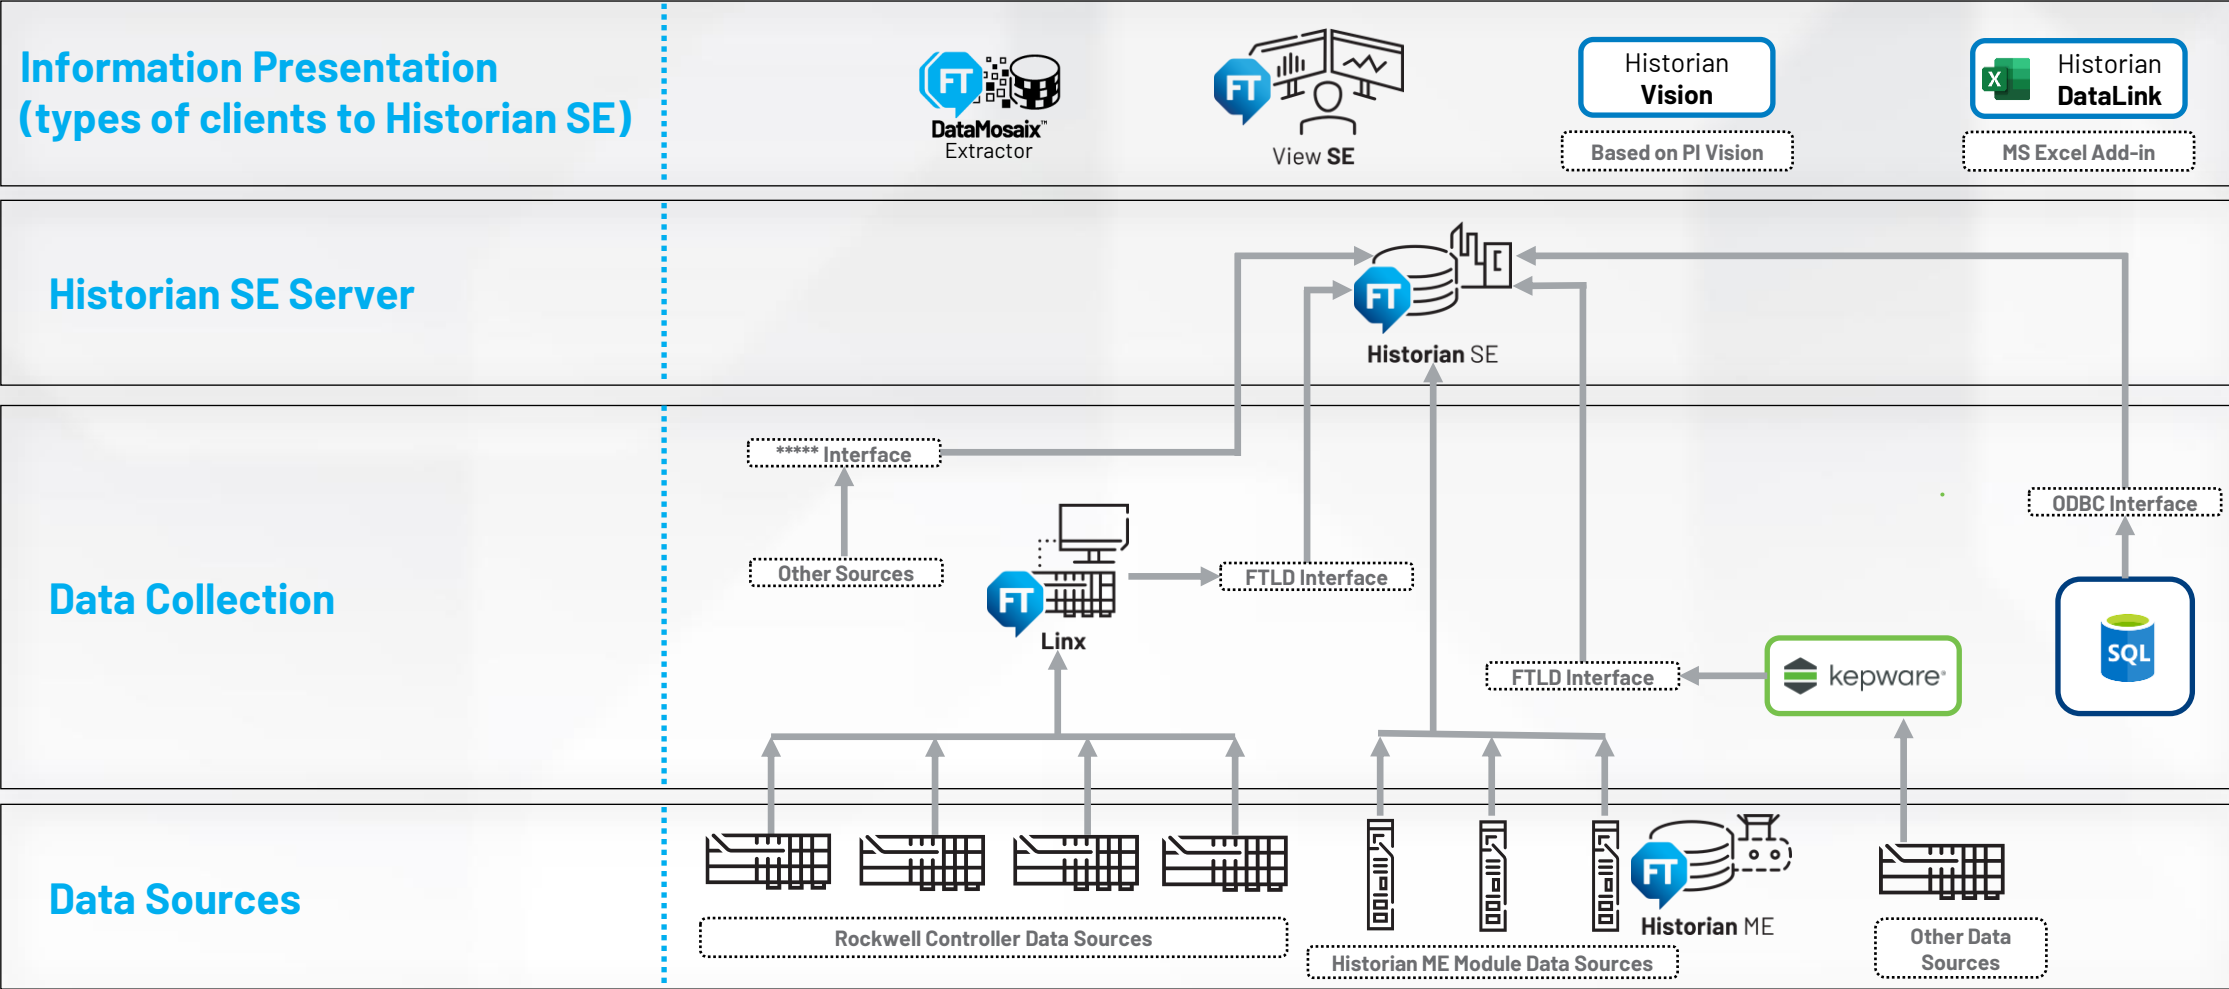 Information Presentation
(types of clients to Historian SE)
FT
DataMosaix™
Extractor
FT
View SE
Historian
Vision
Based on PI Vision
X
Historian
DataLink
MS Excel Add-in
Historian SE Server
FT
Historian SE
Data Collection
***** Interface
Other Sources
FT
Linx
FTLD Interface
FTLD Interface
kepware®
ODBC Interface
SQL
Data Sources
Rockwell Controller Data Sources
Historian ME Module Data Sources
FT
Historian ME
Other Data
Sources